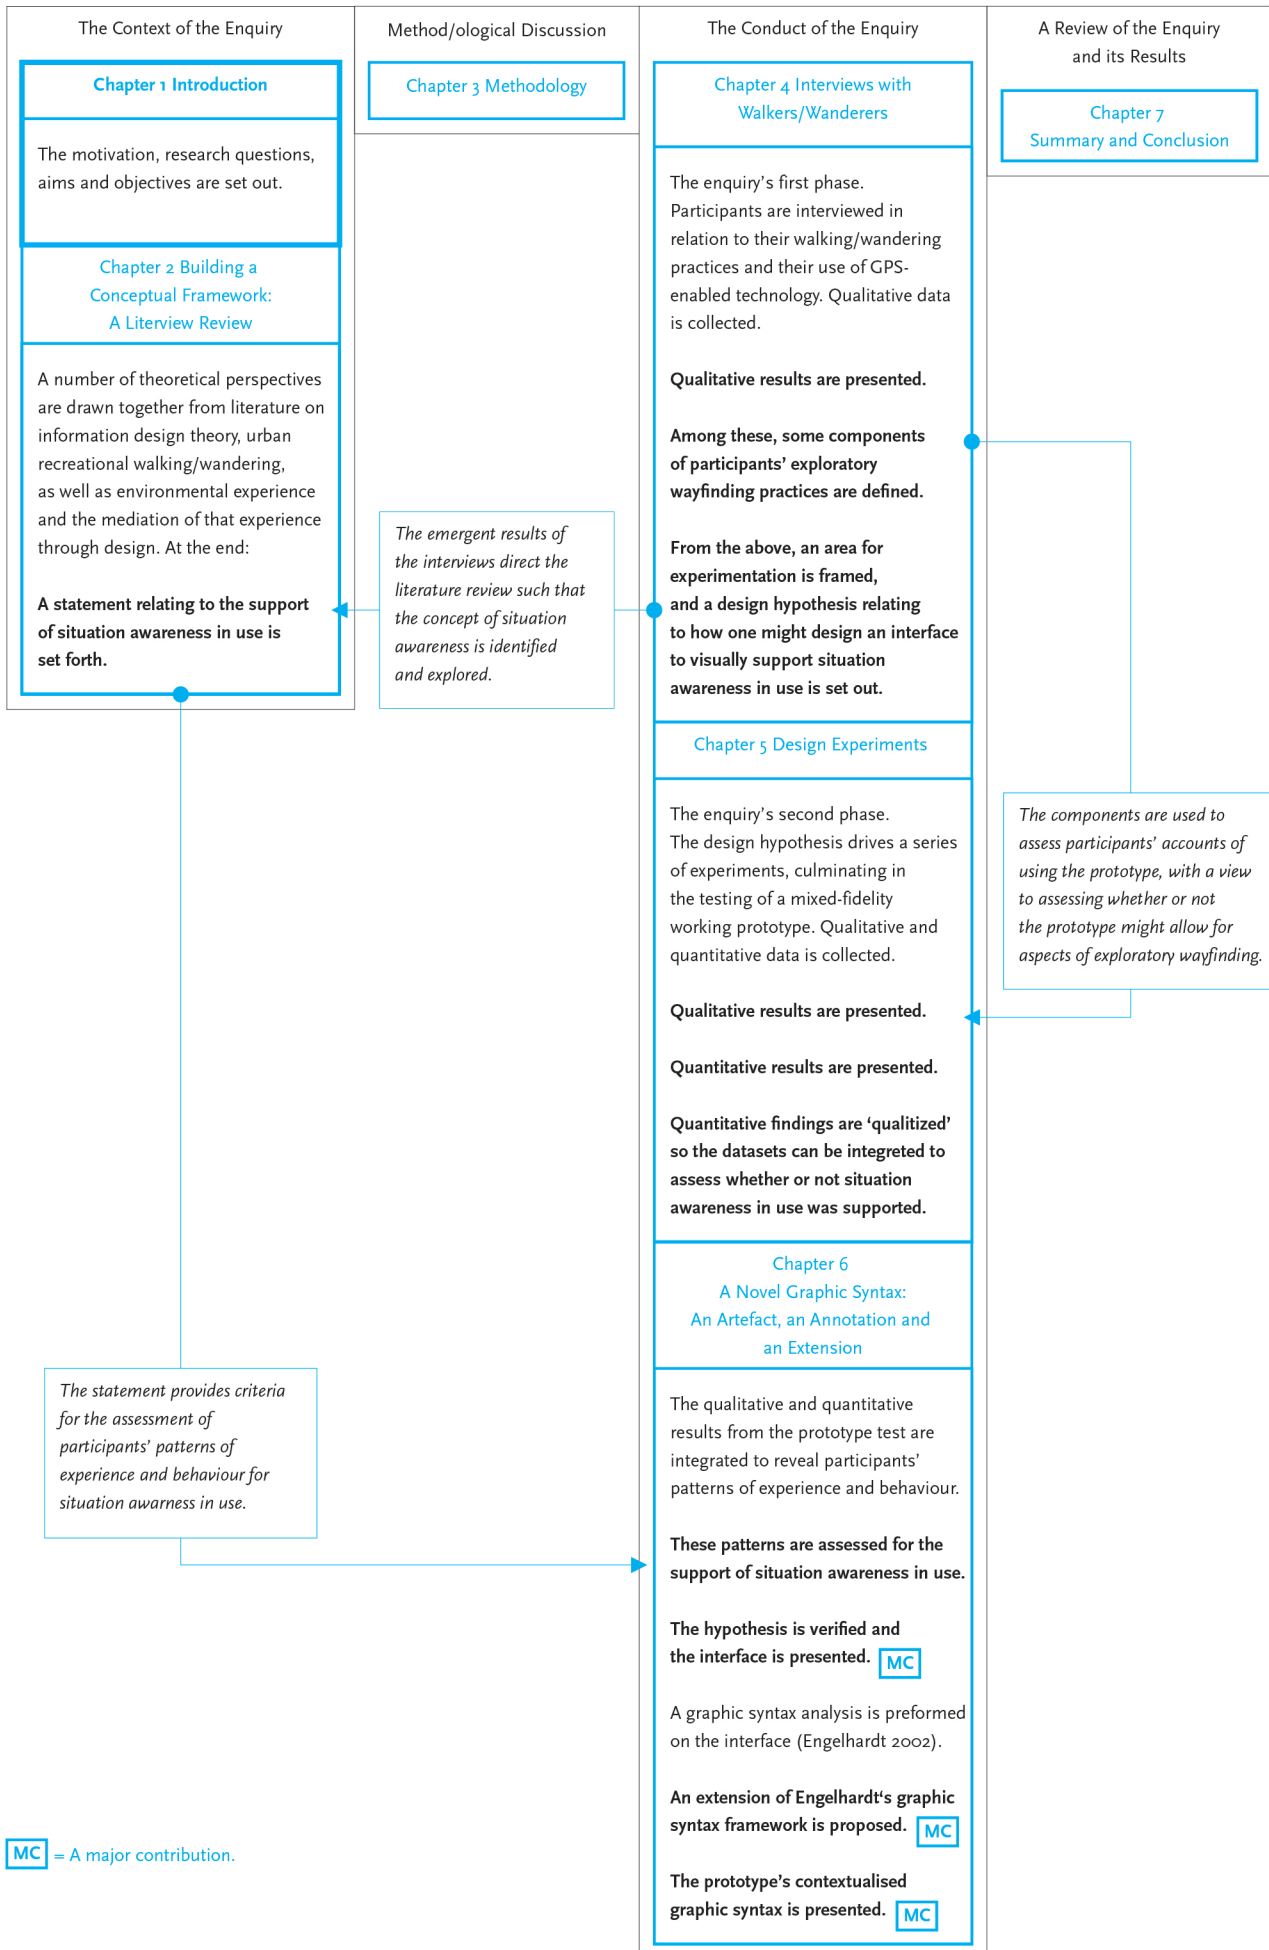 The Context of the Enquiry
Chapter 1 Introduction
The motivation, research questions,
aims and objectives are set out.
Chapter 2 Building a
Conceptual Framework:
A Literview Review
A number of theoretical perspectives
are drawn together from literature on
information design theory, urban
recreational walking/wandering,
as well as environmental experience
and the mediation of that experience
through design. At the end:
A statement relating to the support
of situation awareness in use is
set forth.
The statement provides criteria
for the assessment of
participants’ patterns of
experience and behaviour for
situation awarness in use.
MC = A major contribution.
Method/ological Discussion
Chapter 3 Methodology
The emergent results of
the interviews direct the
literature review such that
the concept of situation
awareness is identified
and explored.
The Conduct of the Enquiry
Chapter 4 Interviews with
Walkers/Wanderers
The enquiry’s first phase.
Participants are interviewed in
relation to their walking/wandering
practices and their use of GPS-
enabled technology. Qualitative data
is collected.
Qualitative results are presented.
Among these, some components
of participants’ exploratory
wayfinding practices are defined.
From the above, an area for
experimentation is framed,
and a design hypothesis relating
to how one might design an interface
to visually support situation
awareness in use is set out.
Chapter 5 Design Experiments
The enquiry’s second phase.
The design hypothesis drives a series
of experiments, culminating in
the testing of a mixed-fidelity
working prototype. Qualitative and
quantitative data is collected.
Qualitative results are presented.
Quantitative results are presented.
Quantitative findings are ‘qualitized’
so the datasets can be integreted to
assess whether or not situation
awareness in use was supported.
Chapter 6
A Novel Graphic Syntax:
An Artefact, an Annotation and
an Extension
The qualitative and quantitative
results from the prototype test are
integrated to reveal participants’
patterns of experience and behaviour.
These patterns are assessed for the
support of situation awareness in use.
The hypothesis is verified and
the interface is presented. MC
A graphic syntax analysis is preformed
on the interface (Engelhardt 2002).
An extension of Engelhardt‘s graphic
syntax framework is proposed. MC
The prototype’s contextualised
graphic syntax is presented. MC
A Review of the Enquiry
and its Results
Chapter 7
Summary and Conclusion
The components are used to
assess participants’ accounts of
using the prototype, with a view
to assessing whether or not
the prototype might allow for
aspects of exploratory wayfinding.